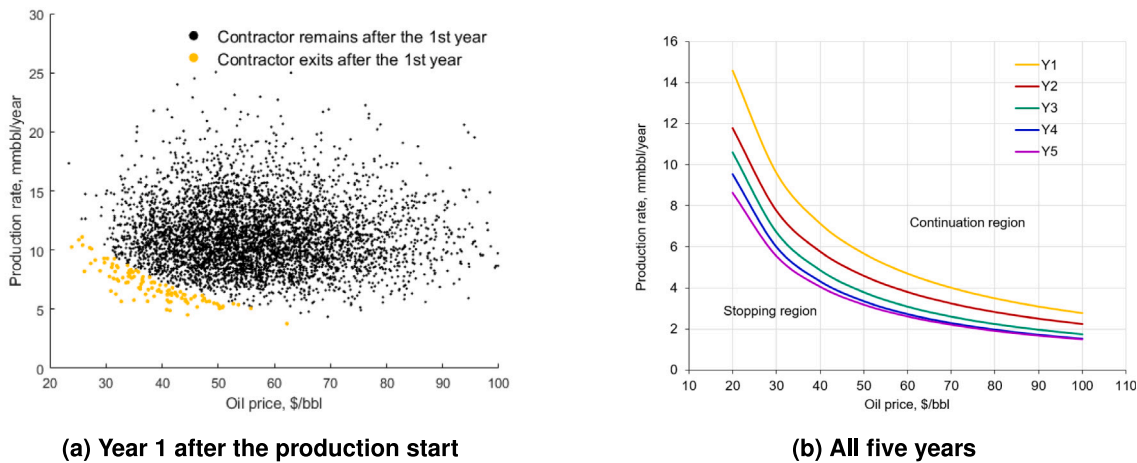 30
25
20
15
10
5
0
Production rate, mmbbl/year
Contractor remains after the 1st year
Contractor exits after the 1st year
20 30 40 50 60 70 80 90 100
Oil price, $/bbl
(a) Year 1 after the production start
16
14
12
10
8
6
4
2
0
Production rate, mmbbl/year
Y1
Y2
Y3
Y4
Y5
Continuation region
Stopping region
10 20 30 40 50 60 70 80 90 100 110
Oil price, $/bbl
(b) All five years